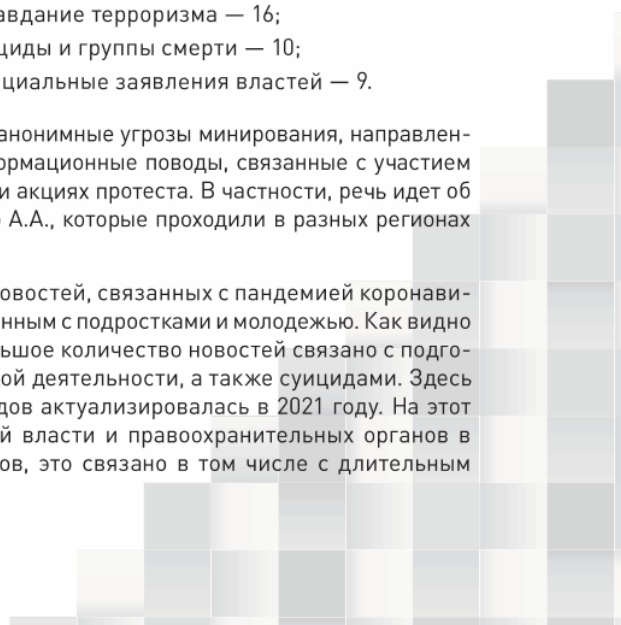 авдание терроризма — 16;
циды и группы смерти — 10;
циальные заявления властей — 9.
анонимные угрозы минирования, направлен-
ормационные поводы, связанные с участием
и акциях протеста. В частности, речь идет об
о А.А., которые проходили в разных регионах
овостей, связанных с пандемией коронави-
нным с подростками и молодежью. Как видно
ьшое количество новостей связано с подго-
ой деятельности, а также суицидами. Здесь
дов актуализировалась в 2021 году. На этот
й власти и правоохранительных органов в
ов, это связано в том числе с длительным